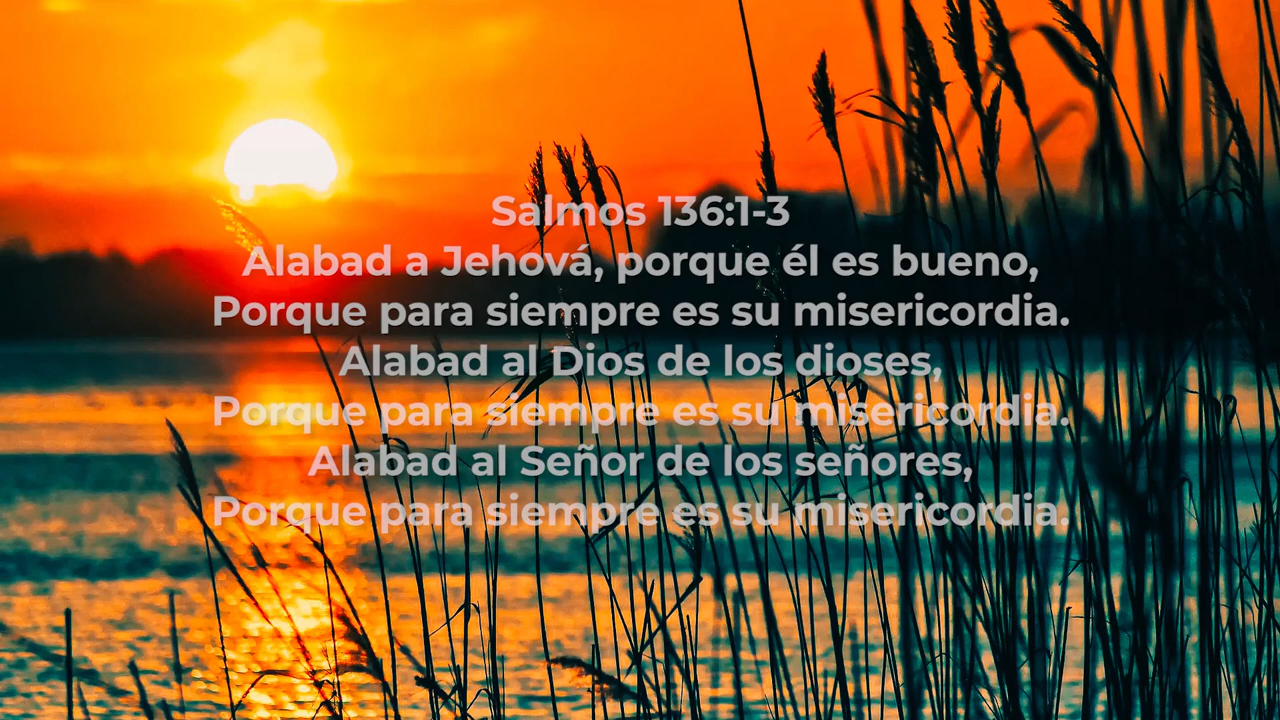 Salmos 136:1-3
Alabad a Jehová, porque él es bueno,
Porque para siempre es su misericordia.
Alabad al Dios de los dioses,
Porque para siempre es su misericordia.
Alabad al Señor de los señores,
Porque para siempre es su misericordia.